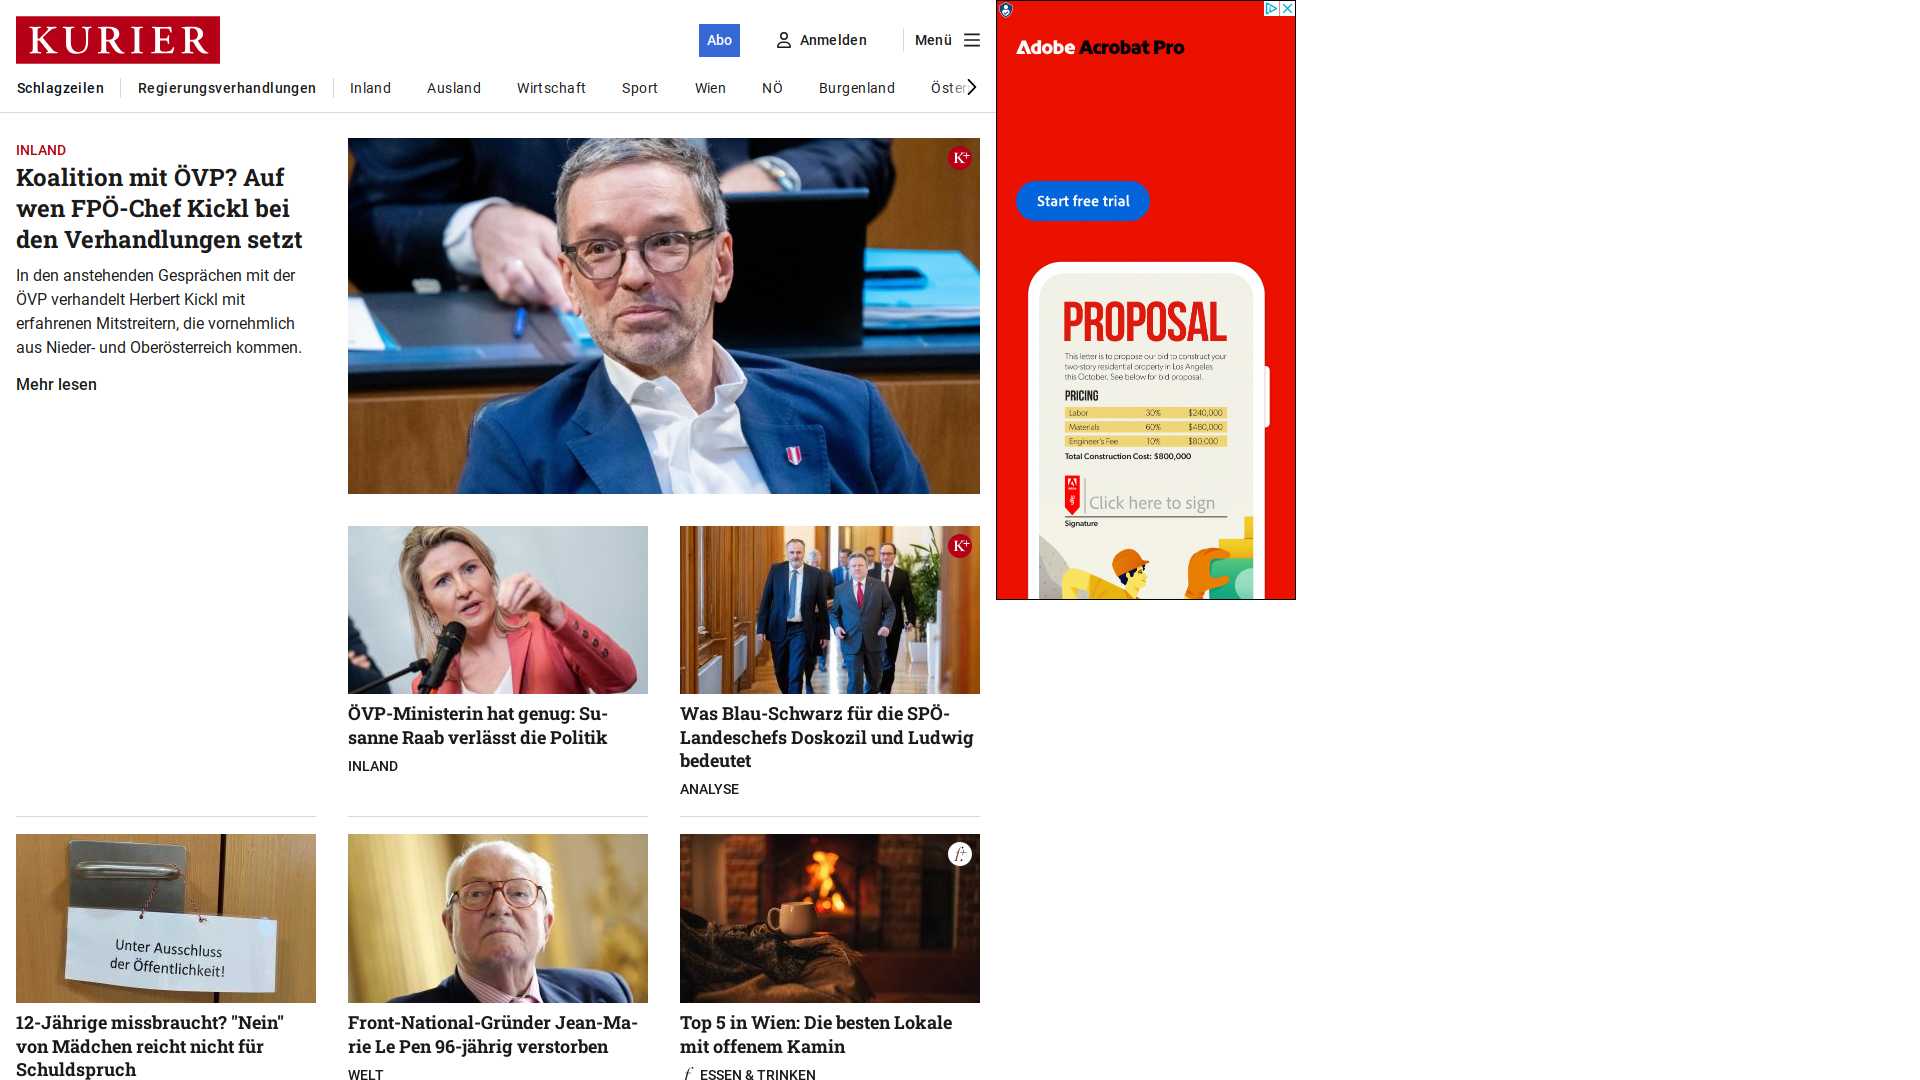 KURIER
Abo
Anmelden
Menü
Schlagzeilen
Regierungsverhandlungen
Inland
Ausland
Wirtschaft
Sport
Wien
NÖ
Burgenland
Öster
INLAND
Koalition mit ÖVP? Auf
wen FPÖ-Chef Kickl bei
den Verhandlungen setzt
In den anstehenden Gesprächen mit der
ÖVP verhandelt Herbert Kickl mit
erfahrenen Mitstreitern, die vornehmlich
aus Nieder- und Oberösterreich kommen.
Mehr lesen
K+
ÖVP-Ministerin hat genug: Su-
sanne Raab verlässt die Politik
INLAND
K+
Was Blau-Schwarz für die SPÖ-
Landeschefs Doskozil und Ludwig
bedeutet
ANALYSE
Unter Ausschluss
der Öffentlichkeit!
12-Jährige missbraucht? "Nein"
von Mädchen reicht nicht für
Schuldspruch
Front-National-Gründer Jean-Ma-
rie Le Pen 96-jährig verstorben
WELT
f+
Top 5 in Wien: Die besten Lokale
mit offenem Kamin
f ESSEN & TRINKEN
Adobe Acrobat Pro
Start free trial
PROPOSAL
This letter is to propose our bid to construct your
two-story residential property in Los Angeles
this October. See below for bid proposal.
PRICING
Labor 30% $240,000
Materials 60% $480,000
Engineer's Fee 10% $80,000
Total Construction Cost: $800,000
Click here to sign
Signature